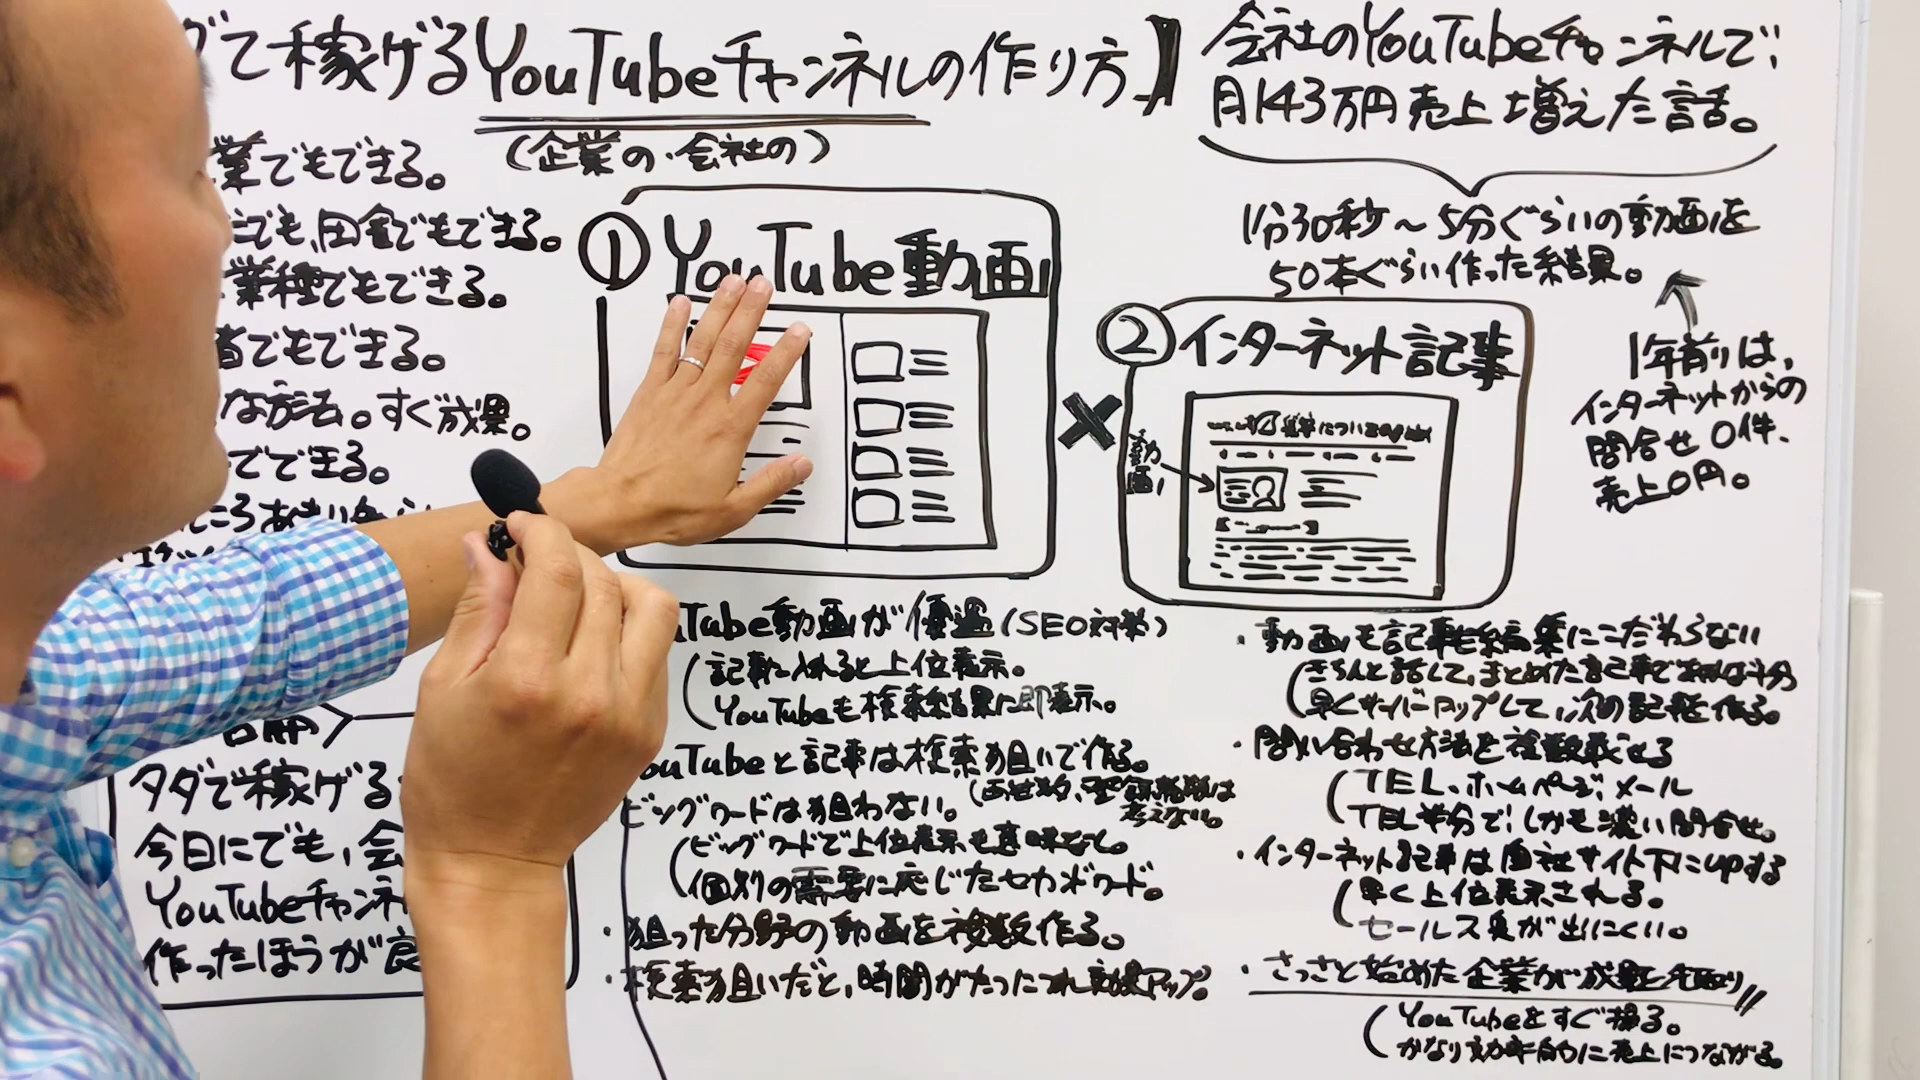 ダで稼げるYouTubeチャンネルの作り方】
(企業の・会社の)
会社のYouTubeチャンネルで、
月143万円売上増えた話。
業でもできる。
でも、田舎でもできる。
業種でもできる。
者でもできる。
な方法。すぐ成果。
でできる。
1分30秒～5分ぐらいの動画を
50本ぐらい作った結果。
1年前は、
インターネットからの
問合せ0件、
売上0円。
① YouTube動画
×
② インターネット記事
動画
Tube動画が優遇(SEO対策)
記事に入れると上位表示。
YouTubeも検索結果に即表示。
ouTubeと記事は検索狙いで作る。
考えない。
ビッグワードは狙わない。
ビッグワードで上位表示も意味なし。
個別の需要に応じたセカンドワード。
・狙った分野の動画を複数作る。
・検索狙いだと、時間がたつにつれ効果アップ。
・動画も記事も編集にこだわらない
きちんと話して、まとめた記事であれば十分
早くサーバーアップして、次の記事を作る。
・問い合わせ方法を複数載せる
TEL、ホームページ、メール
TEL半分で、しかも濃い問合せ。
・インターネット記事は自社サイト下にUPする
早く上位表示される。
セールス臭が出にくい。
・さっさと始めた企業が成果
YouTubeをすぐ撮る。
かなり効率的に売上につながる。
タダで稼げる
今日にでも、会
YouTubeチャンネ
作ったほうが良